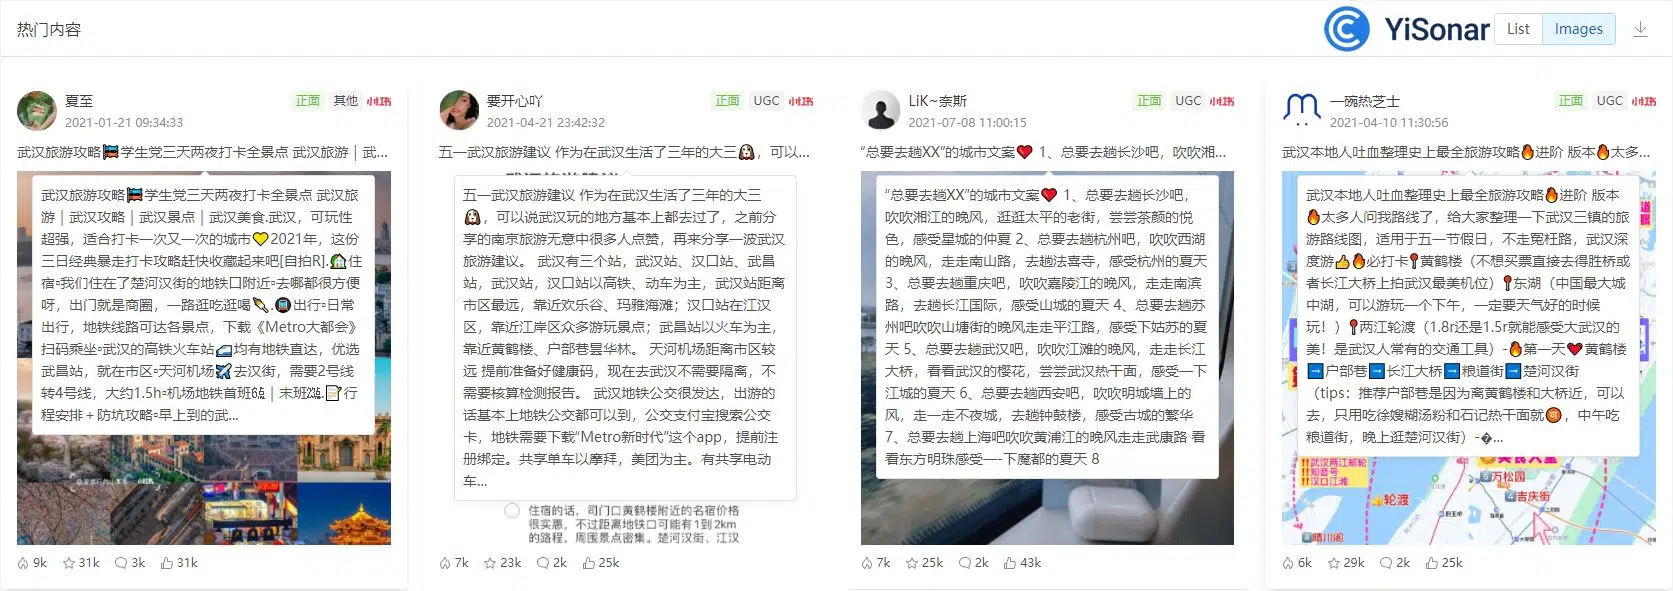 热门内容
YiSonar
List
Images
夏至
正面
其他
小红书
2021-01-21 09:34:33
武汉旅游攻略🌉学生党三天两夜打卡全景点 武汉旅游｜武...
武汉旅游攻略🌉学生党三天两夜打卡全景点 武汉旅
游｜武汉攻略｜武汉景点｜武汉美食.武汉，可玩性
超强，适合打卡一次又一次的城市💛2021年，这份
三日经典暴走打卡攻略赶快收藏起来吧[自拍R].🏠住
宿▫️我们住在了楚河汉街的地铁口附近▫️去哪都很方便
呀，出门就是商圈，一路逛吃逛喝🍡.🚇出行▫️日常
出行，地铁线路可达各景点，下载《Metro大都会》
扫码乘坐▫️武汉的高铁火车站🚄均有地铁直达，优选
武昌站，就在市区▫️天河机场✈️去汉街，需要2号线
转4号线，大约1.5h▫️机场地铁首班6点｜末班23点.📝行
程安排＋防坑攻略▫️早上到的武...
9k
31k
3k
31k
要开心吖
正面
UGC
小红书
2021-04-21 23:42:32
五一武汉旅游建议 作为在武汉生活了三年的大三🐶，可以...
五一武汉旅游建议 作为在武汉生活了三年的大三
🐶，可以说武汉玩的地方基本上都去过了，之前分
享的南京旅游无意中很多人点赞，再来分享一波武汉
旅游建议。 武汉有三个站，武汉站、汉口站、武昌
站，武汉站，汉口站以高铁、动车为主，武汉站距离
市区最远，靠近欢乐谷、玛雅海滩；汉口站在江汉
区，靠近江岸区众多游玩景点；武昌站以火车为主，
靠近黄鹤楼、户部巷昙华林。 天河机场距离市区较
远 提前准备好健康码，现在去武汉不需要隔离，不
需要核算检测报告。 武汉地铁公交很发达，出游的
话基本上地铁公交都可以到，公交支付宝搜索公交
卡，地铁需要下载“Metro新时代”这个app，提前注
册绑定。共享单车以摩拜，美团为主。有共享电动
车...
住宿的话，司门口黄鹤楼附近的名宿价格
很实惠，不过距离地铁口可能有1到2km
的路程，周围景点密集。楚河汉街、江汉
7k
23k
2k
25k
LiK~奈斯
正面
UGC
小红书
2021-07-08 11:00:15
“总要去趟XX”的城市文案❤️ 1、总要去趟长沙吧，吹吹湘...
“总要去趟XX”的城市文案❤️ 1、总要去趟长沙吧，
吹吹湘江的晚风，逛逛太平的老街，尝尝茶颜的悦
色，感受星城的仲夏 2、总要去趟杭州吧，吹吹西湖
的晚风，走走南山路，去趟法喜寺，感受杭州的夏天
3、总要去趟重庆吧，吹吹嘉陵江的晚风，走走南滨
路，去趟长江国际，感受山城的夏天 4、总要去趟苏
州吧吹吹山塘街的晚风走走平江路，感受下姑苏的夏
天 5、总要去趟武汉吧，吹吹江滩的晚风，走走长江
大桥，看看武汉的樱花，尝尝武汉热干面，感受一下
江城的夏天 6、总要去趟西安吧，吹吹明城墙上的
风，走一走不夜城，去趟钟鼓楼，感受古城的繁华
7、总要去趟上海吧吹吹黄浦江的晚风走走武康路 看
看东方明珠感受一下魔都的夏天 8
7k
25k
2k
43k
一碗热芝士
正面
UGC
小红书
2021-04-10 11:30:56
武汉本地人吐血整理史上最全旅游攻略🔥进阶 版本🔥太多...
武汉本地人吐血整理史上最全旅游攻略🔥进阶 版本
🔥太多人问我路线了，给大家整理一下武汉三镇的旅
游路线图，适用于五一节假日，不走冤枉路，武汉深
度游👍🔥必打卡📍黄鹤楼（不想买票直接去得胜桥或
者长江大桥上拍武汉最美机位）📍东湖（中国最大城
中湖，可以游玩一个下午，一定要天气好的时候
玩！）📍两江轮渡（1.8r还是1.5r就能感受大武汉的
美！是武汉人常有的交通工具）-🔥第一天❤️黄鹤楼
➡️户部巷➡️长江大桥➡️粮道街➡️楚河汉街
（tips：推荐户部巷是因为离黄鹤楼和大桥近，可以
去，只用吃徐嫂糊汤粉和石记热干面就🉑，中午吃
粮道街，晚上逛楚河汉街）-�...
武汉两江邮轮
知音号
汉口江滩
轮渡
万松园
吉庆街
晴川阁
6k
29k
2k
25k